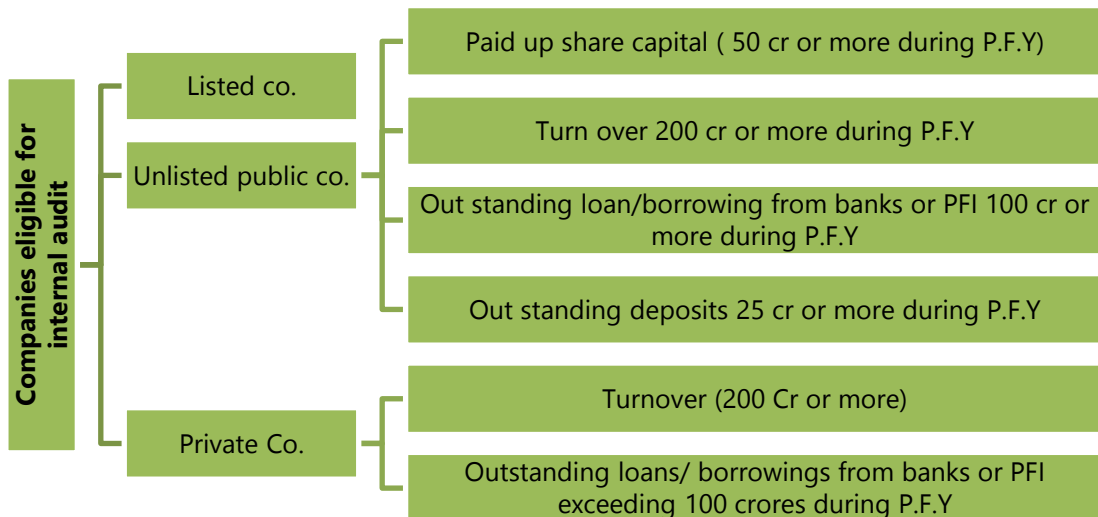 Companies eligible for
internal audit
Listed co.
Unlisted public co.
Paid up share capital ( 50 cr or more during P.F.Y)
Turn over 200 cr or more during P.F.Y
Out standing loan/borrowing from banks or PFI 100 cr or
more during P.F.Y
Out standing deposits 25 cr or more during P.F.Y
Private Co.
Turnover (200 Cr or more)
Outstanding loans/ borrowings from banks or PFI
exceeding 100 crores during P.F.Y